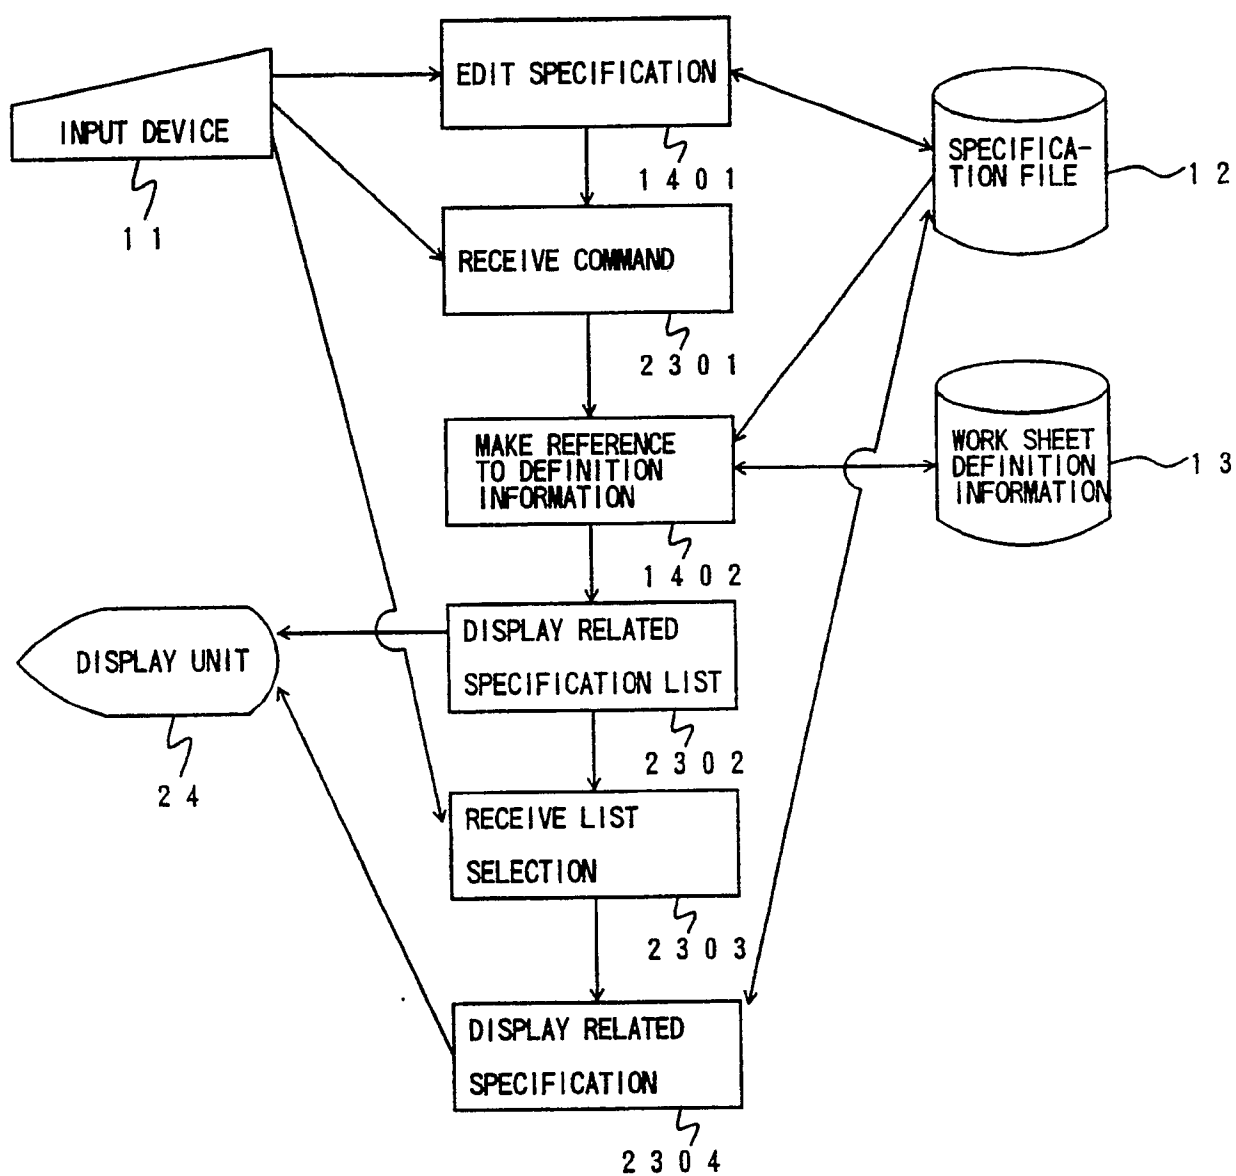 EDIT SPECIFICATION
INPUT DEVICE
SPECIFICA-
TION FILE
1401
12
11
RECEIVE COMMAND
2301
MAKE REFERENCE
TO DEFINITION
INFORMATION
WORK SHEET
DEFINITION
INFORMATION
13
1402
DISPLAY RELATED
SPECIFICATION LIST
DISPLAY UNIT
2302
24
RECEIVE LIST
SELECTION
2303
DISPLAY RELATED
SPECIFICATION
2304